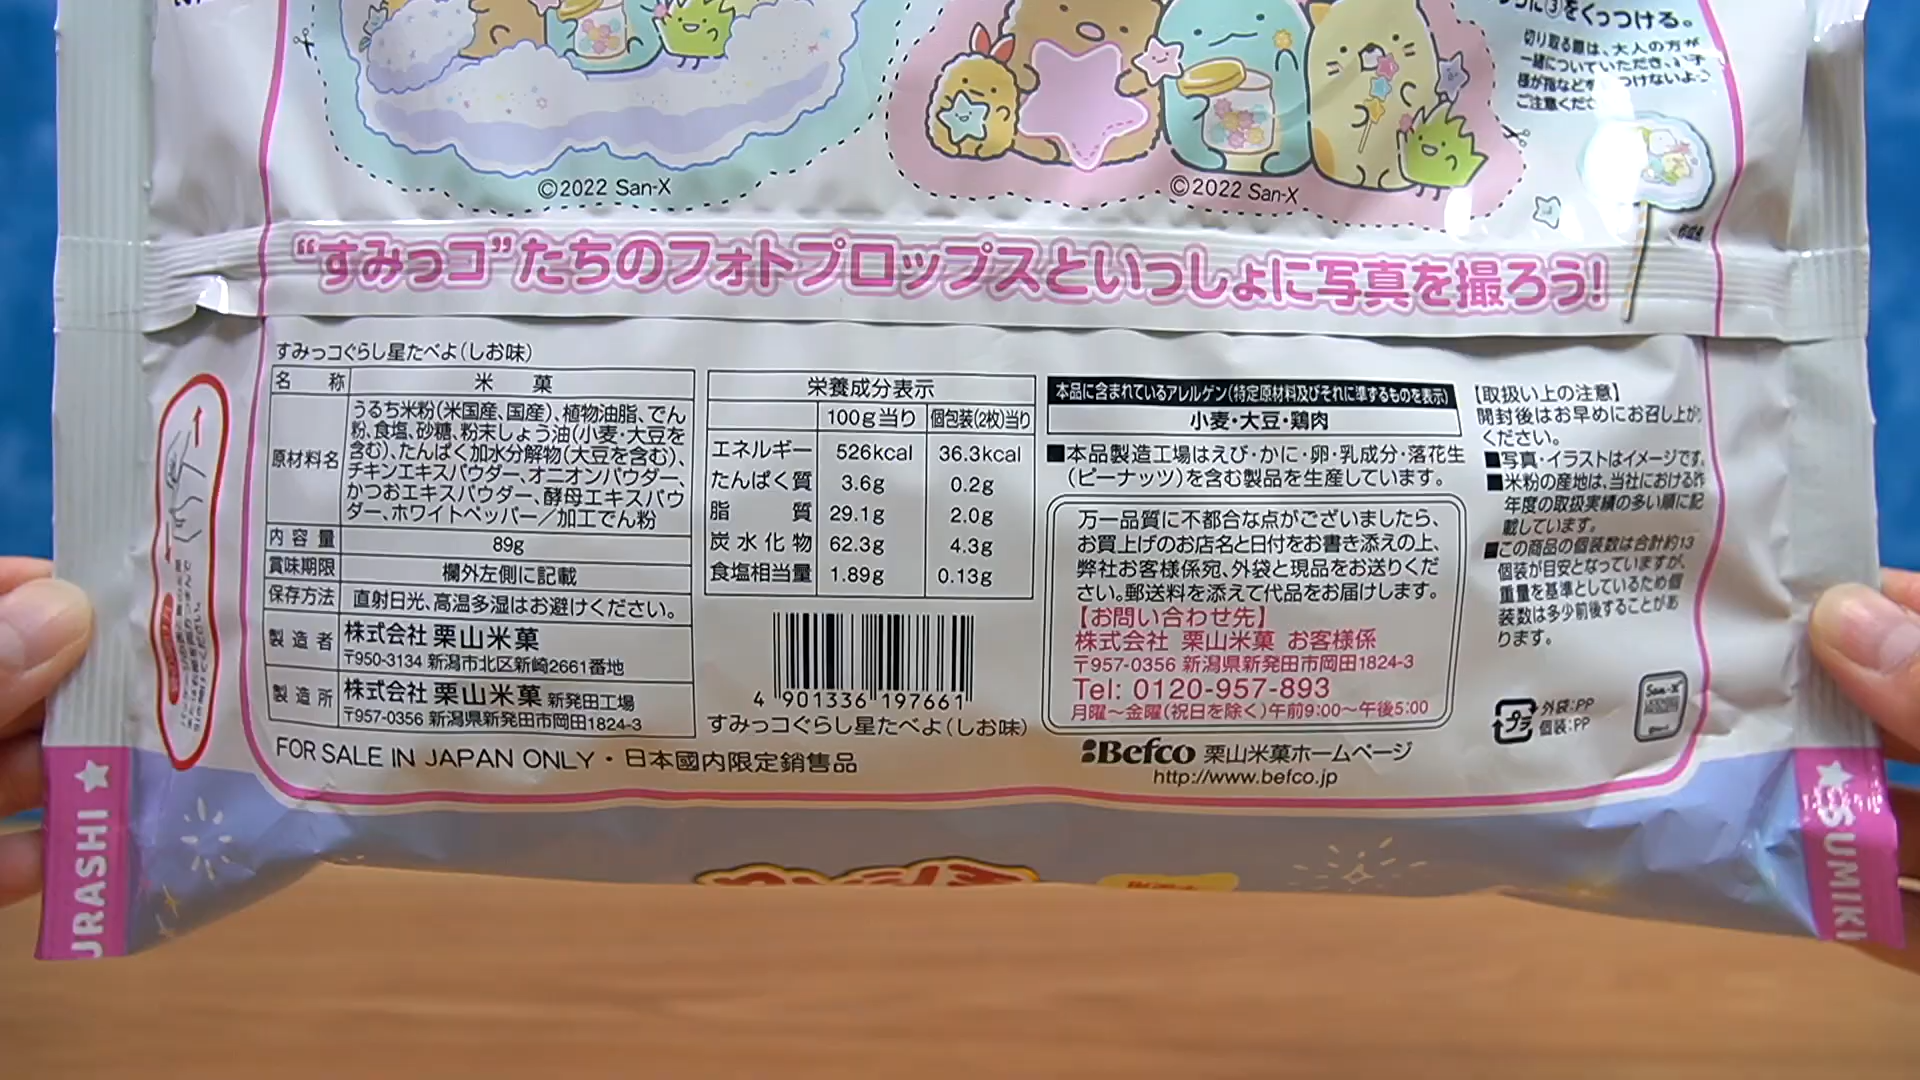 に③をくっつける。
切り取る際は、大人の方が
一緒についていただき、
様が指などを
つけないよう
ご注意くださ
©2022 San-X
©2022 San-X
“すみっコ”たちのフォトプロップスといっしょに写真を撮ろう!
すみっコぐらし星たべよ(しお味)
名 称 米 菓
原材料名
うるち米粉(米国産、国産)、植物油脂、でん
粉、食塩、砂糖、粉末しょう油(小麦・大豆を
含む)、たんぱく加水分解物(大豆を含む)、
チキンエキスパウダー、オニオンパウダー、
かつおエキスパウダー、酵母エキスパウ
ダー、ホワイトペッパー/加工でん粉
内容量 89g
賞味期限 欄外左側に記載
保存方法 直射日光、高温多湿はお避けください。
製造者 株式会社 栗山米菓
〒950-3134 新潟市北区新崎2661番地
製造所 株式会社 栗山米菓 新発田工場
〒957-0356 新潟県新発田市岡田1824-3
FOR SALE IN JAPAN ONLY・日本國内限定銷售品
栄養成分表示
100g当り 個包装(2枚)当り
エネルギー 526kcal 36.3kcal
たんぱく質 3.6g 0.2g
脂 質 29.1g 2.0g
炭水化物 62.3g 4.3g
食塩相当量 1.89g 0.13g
4 901336 197661
すみっコぐらし星たべよ(しお味)
本品に含まれているアレルゲン(特定原材料及びそれに準ずるものを表示)
小麦・大豆・鶏肉
■本品製造工場はえび・かに・卵・乳成分・落花生
(ピーナッツ)を含む製品を生産しています。
万一品質に不都合な点がございましたら、
お買上げのお店名と日付をお書き添えの上、
弊社お客様係宛、外袋と現品をお送りくだ
さい。郵送料を添えて代品をお届けします。
【お問い合わせ先】
株式会社 栗山米菓 お客様係
〒957-0356 新潟県新発田市岡田1824-3
Tel: 0120-957-893
月曜〜金曜(祝日を除く)午前9:00〜午後5:00
Befco 栗山米菓ホームページ
http://www.befco.jp
【取扱い上の注意】
開封後はお早めにお召し上がり
ください。
■写真・イラストはイメージです。
■米粉の産地は、当社における昨
年度の取扱実績の多い順に記
載しています。
■この商品の個装数は合計約13
個装が目安となっていますが、
重量を基準としているため個
装数は多少前後することがあ
ります。
プラ
外袋:PP
個装:PP
San-X
URASHI
SUMIK